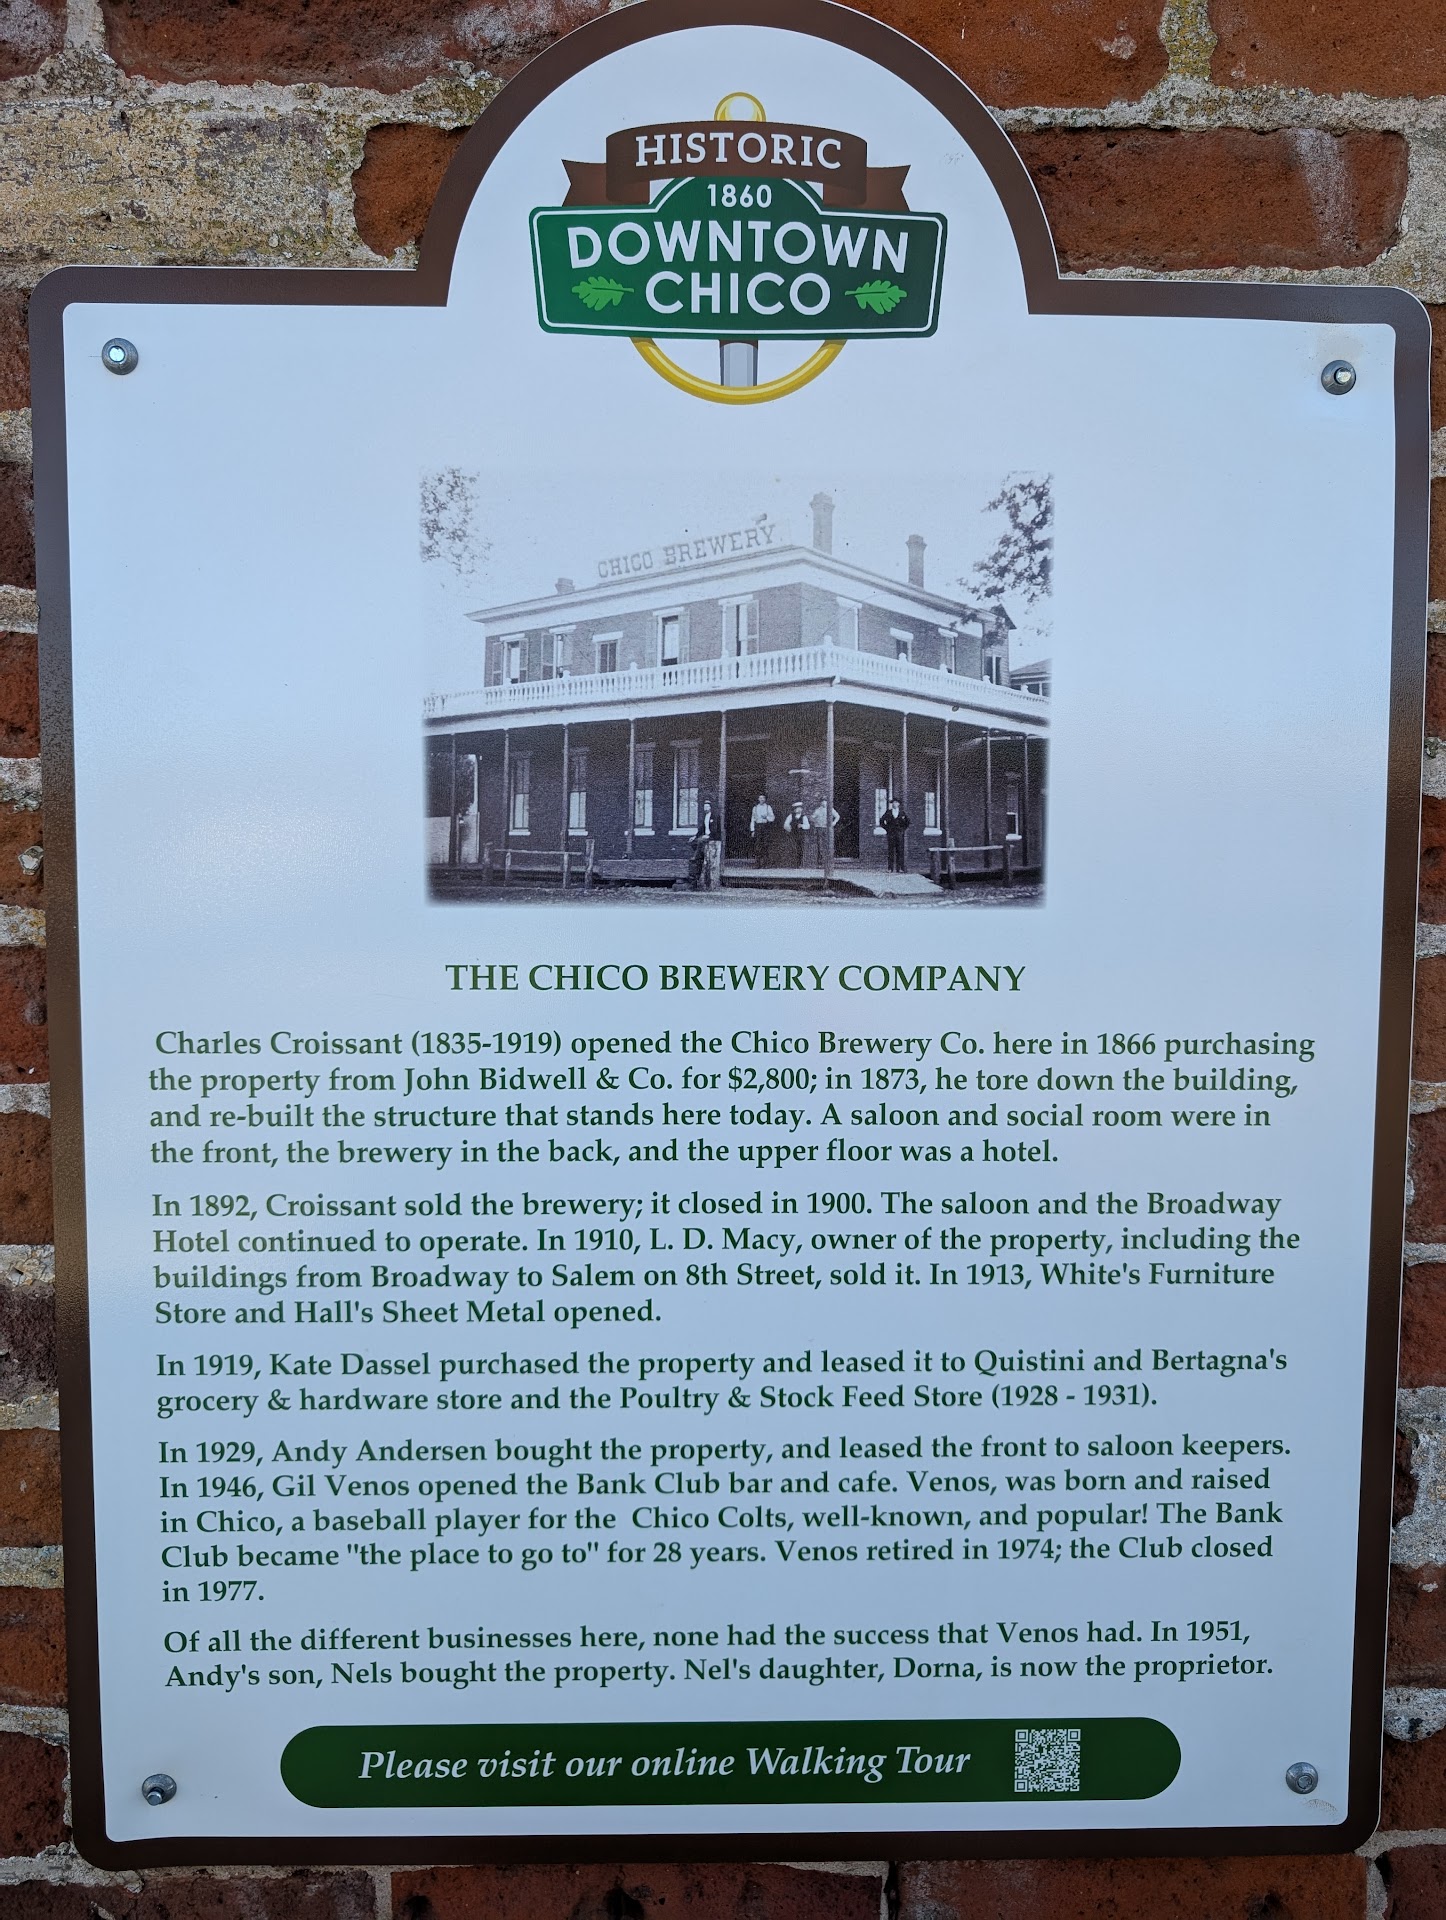 HISTORIC
1860
DOWNTOWN
CHICO
CHICO BREWERY
THE CHICO BREWERY COMPANY
Charles Croissant (1835-1919) opened the Chico Brewery Co. here in 1866 purchasing
the property from John Bidwell & Co. for $2,800; in 1873, he tore down the building,
and re-built the structure that stands here today. A saloon and social room were in
the front, the brewery in the back, and the upper floor was a hotel.
In 1892, Croissant sold the brewery; it closed in 1900. The saloon and the Broadway
Hotel continued to operate. In 1910, L. D. Macy, owner of the property, including the
buildings from Broadway to Salem on 8th Street, sold it. In 1913, White's Furniture
Store and Hall's Sheet Metal opened.
In 1919, Kate Dassel purchased the property and leased it to Quistini and Bertagna's
grocery & hardware store and the Poultry & Stock Feed Store (1928 - 1931).
In 1929, Andy Andersen bought the property, and leased the front to saloon keepers.
In 1946, Gil Venos opened the Bank Club bar and cafe. Venos, was born and raised
in Chico, a baseball player for the Chico Colts, well-known, and popular! The Bank
Club became "the place to go to" for 28 years. Venos retired in 1974; the Club closed
in 1977.
Of all the different businesses here, none had the success that Venos had. In 1951,
Andy's son, Nels bought the property. Nel's daughter, Dorna, is now the proprietor.
Please visit our online Walking Tour